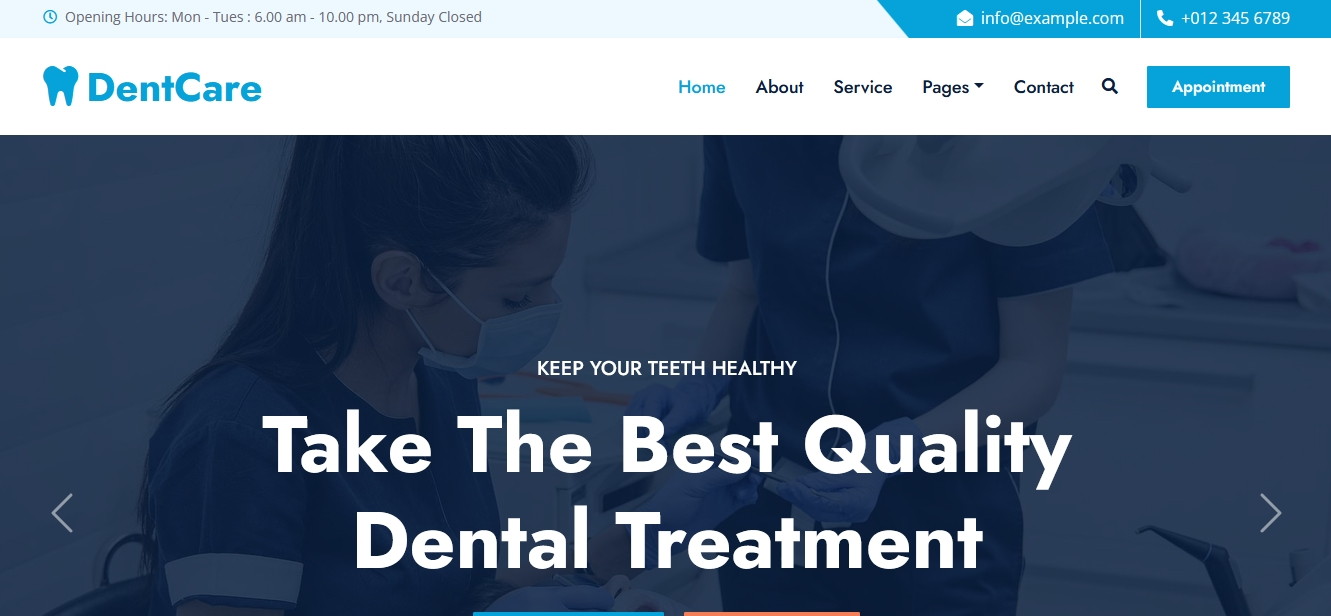 Opening Hours: Mon - Tues : 6.00 am - 10.00 pm, Sunday Closed
info@example.com
+012 345 6789
DentCare
Home
About
Service
Pages
Contact
Appointment
KEEP YOUR TEETH HEALTHY
Take The Best Quality
Dental Treatment